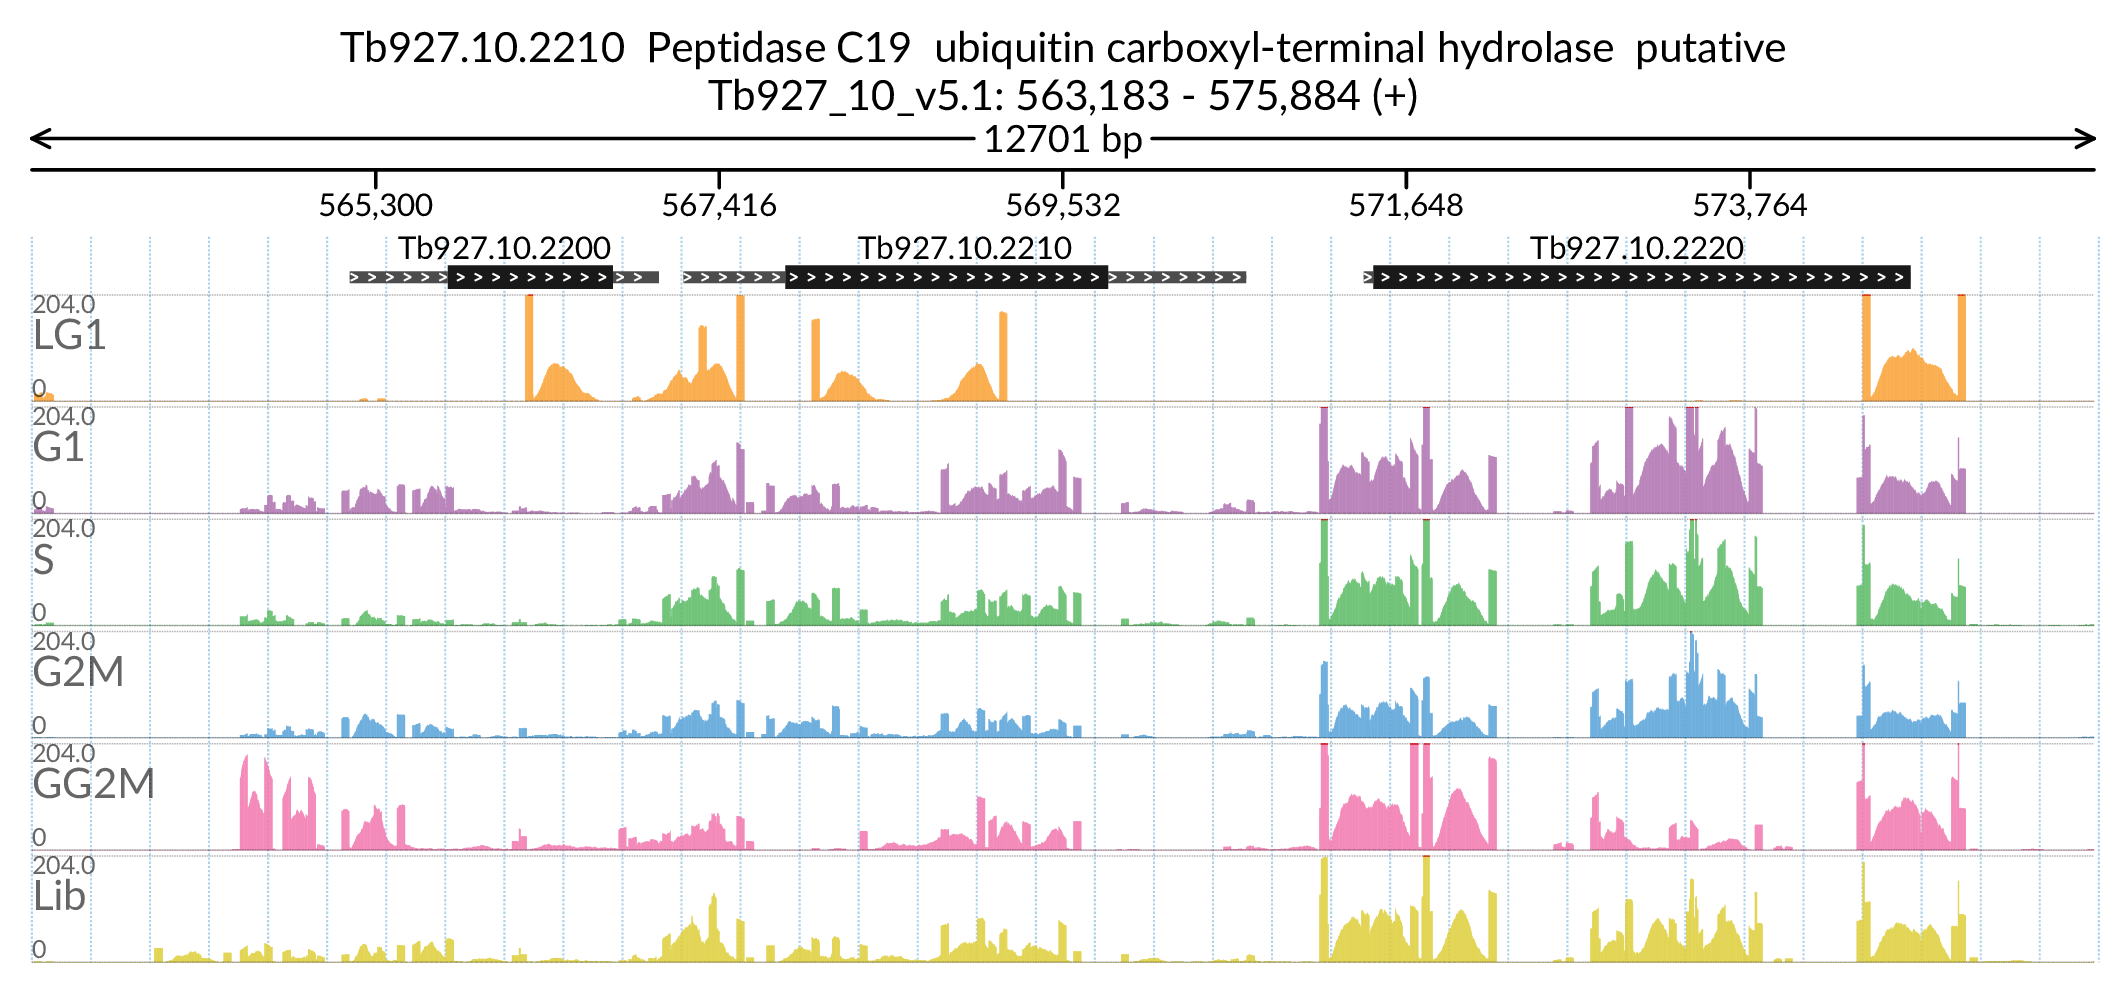 Tb927.10.2210  Peptidase C19  ubiquitin carboxyl-terminal hydrolase  putative
Tb927_10_v5.1: 563,183 - 575,884 (+)
12701 bp
565,300 567,416 569,532 571,648 573,764
Tb927.10.2200 Tb927.10.2210 Tb927.10.2220
204.0
LG1
0
204.0
G1
0
204.0
S
0
204.0
G2M
0
204.0
GG2M
0
204.0
Lib
0